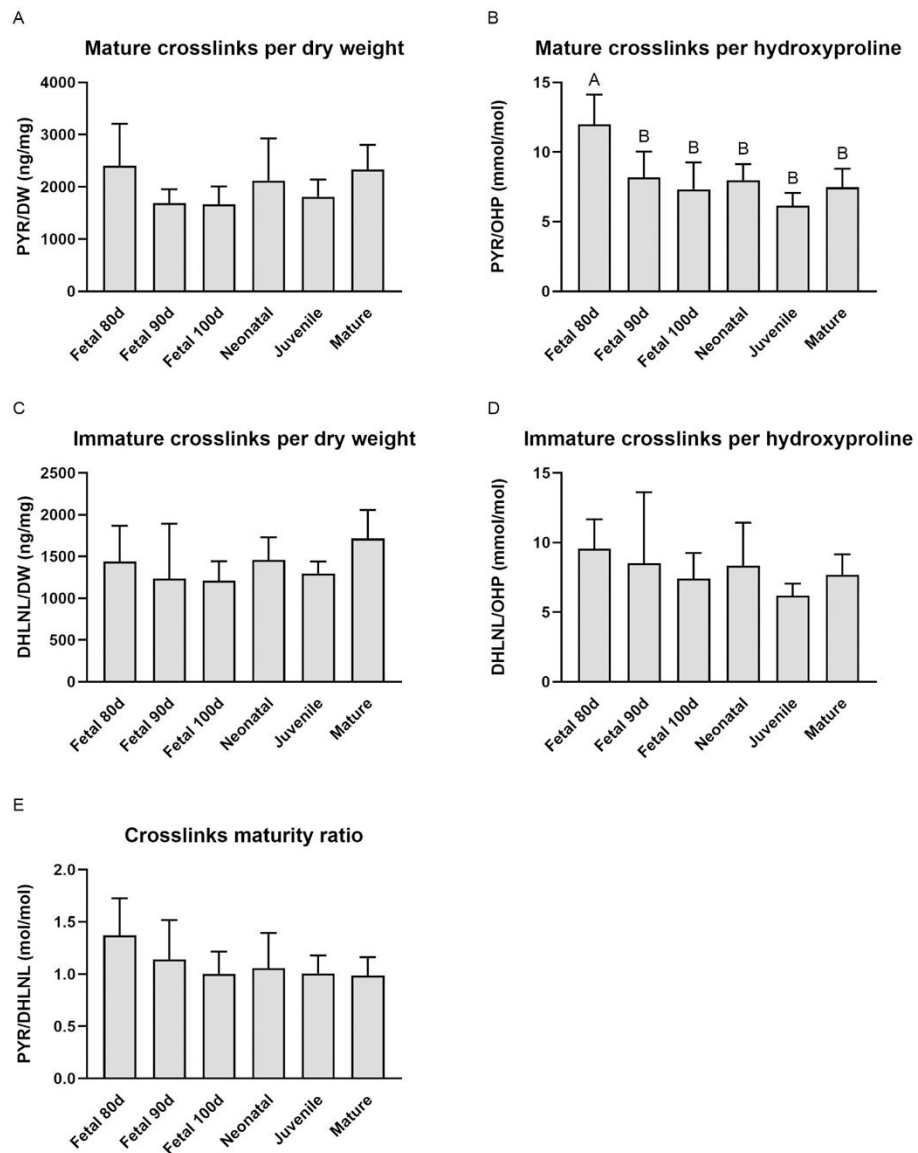 A
Mature crosslinks per dry weight
PYR/DW (ng/mg)
4000
3000
2000
1000
0
Fetal 80d
Fetal 90d
Fetal 100d
Neonatal
Juvenile
Mature
B
Mature crosslinks per hydroxyproline
PYR/OHP (mmol/mol)
15
10
5
0
A
B
B
B
B
B
Fetal 80d
Fetal 90d
Fetal 100d
Neonatal
Juvenile
Mature
C
Immature crosslinks per dry weight
DHLNL/DW (ng/mg)
2500
2000
1500
1000
500
0
Fetal 80d
Fetal 90d
Fetal 100d
Neonatal
Juvenile
Mature
D
Immature crosslinks per hydroxyproline
DHLNL/OHP (mmol/mol)
15
10
5
0
Fetal 80d
Fetal 90d
Fetal 100d
Neonatal
Juvenile
Mature
E
Crosslinks maturity ratio
PYR/DHLNL (mol/mol)
2.0
1.5
1.0
0.5
0.0
Fetal 80d
Fetal 90d
Fetal 100d
Neonatal
Juvenile
Mature